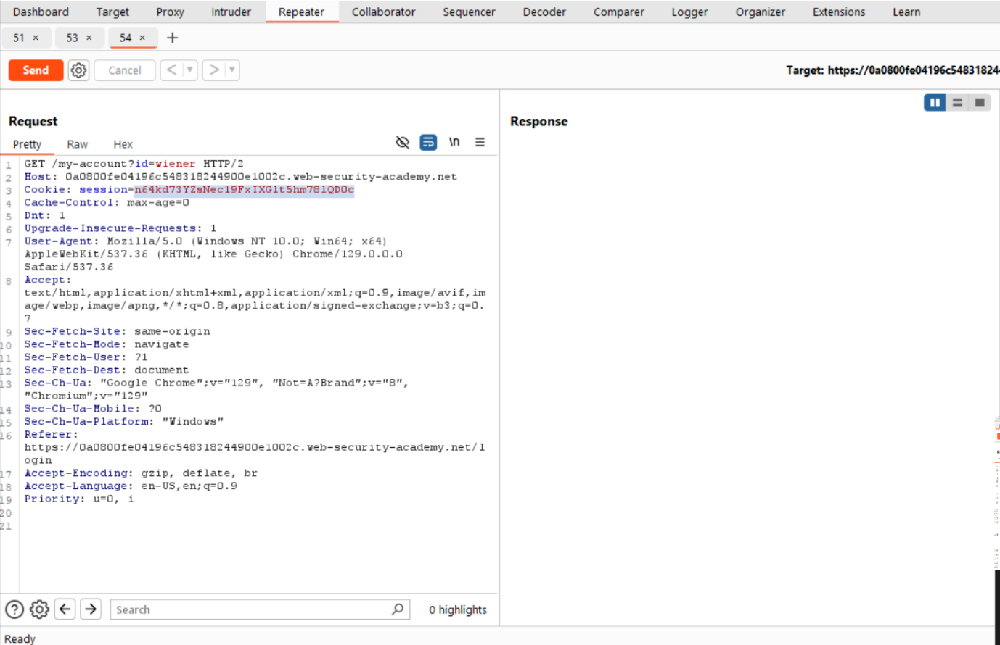 Dashboard Target Proxy Intruder Repeater Collaborator Sequencer Decoder Comparer Logger Organizer Extensions Learn
51 × 53 × 54 × +
Send Cancel < > Target: https://0a0800fe04196c54831824
Request
Response
Pretty Raw Hex \n
1 GET /my-account?id=wiener HTTP/2
2 Host: 0a0800fe04196c548318244900e1002c.web-security-academy.net
3 Cookie: session=n64kd73YZsNec19FxIXGlt5hm781QD0c
4 Cache-Control: max-age=0
5 Dnt: 1
6 Upgrade-Insecure-Requests: 1
7 User-Agent: Mozilla/5.0 (Windows NT 10.0; Win64; x64)
AppleWebKit/537.36 (KHTML, like Gecko) Chrome/129.0.0.0
Safari/537.36
8 Accept:
text/html,application/xhtml+xml,application/xml;q=0.9,image/avif,im
age/webp,image/apng,*/*;q=0.8,application/signed-exchange;v=b3;q=0.
7
9 Sec-Fetch-Site: same-origin
10 Sec-Fetch-Mode: navigate
11 Sec-Fetch-User: ?1
12 Sec-Fetch-Dest: document
13 Sec-Ch-Ua: "Google Chrome";v="129", "Not=A?Brand";v="8",
"Chromium";v="129"
14 Sec-Ch-Ua-Mobile: ?0
15 Sec-Ch-Ua-Platform: "Windows"
16 Referer:
https://0a0800fe04196c548318244900e1002c.web-security-academy.net/l
ogin
17 Accept-Encoding: gzip, deflate, br
18 Accept-Language: en-US,en;q=0.9
19 Priority: u=0, i
20
21
Search 0 highlights
Ready